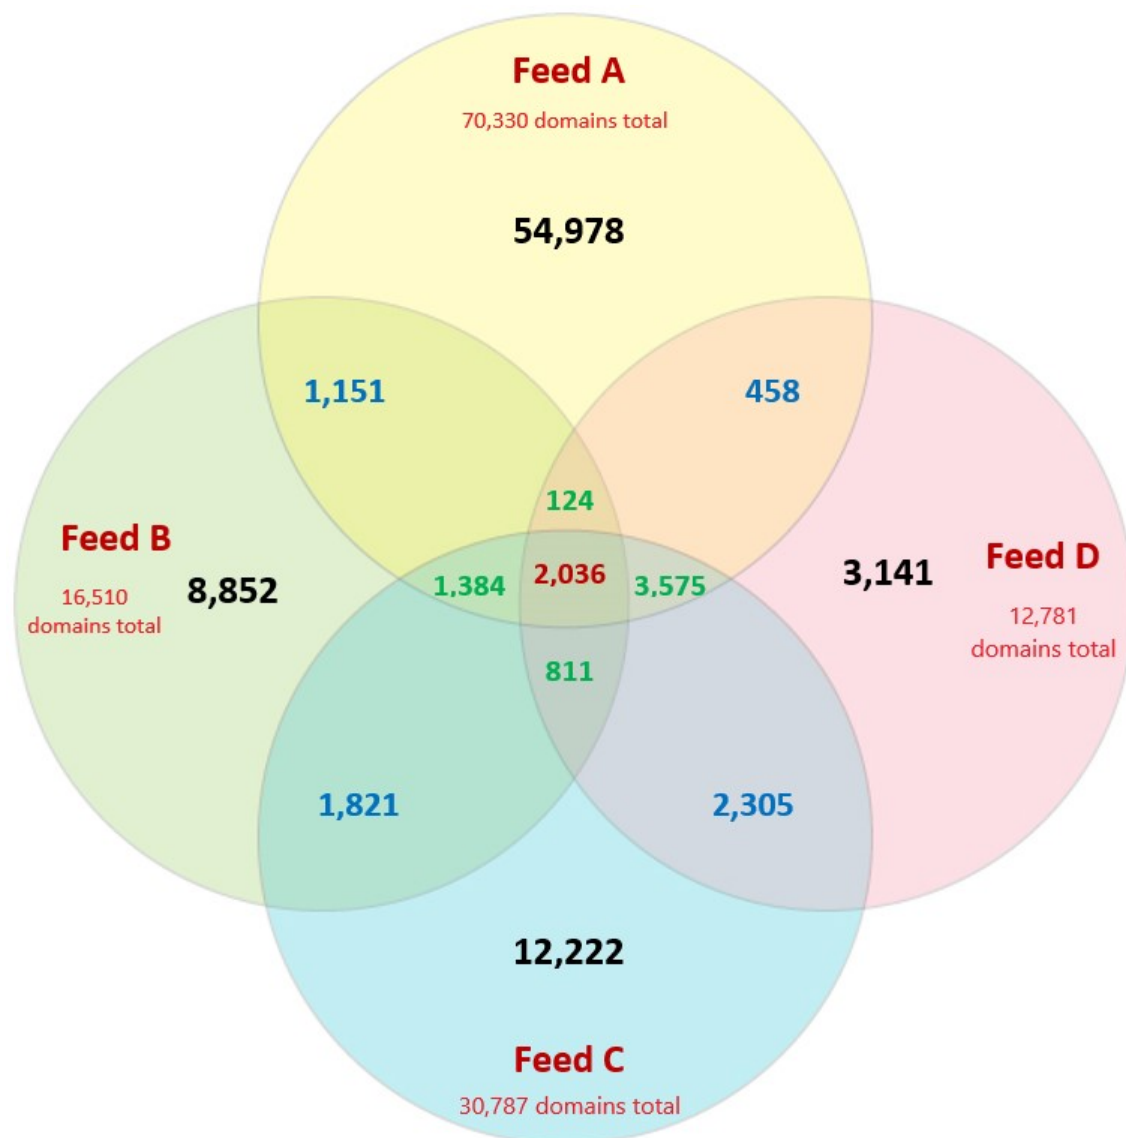 Feed A
70,330 domains total
54,978
1,151
458
124
Feed B
16,510
domains total
8,852
1,384
2,036
3,575
3,141
Feed D
12,781
domains total
811
1,821
2,305
12,222
Feed C
30,787 domains total